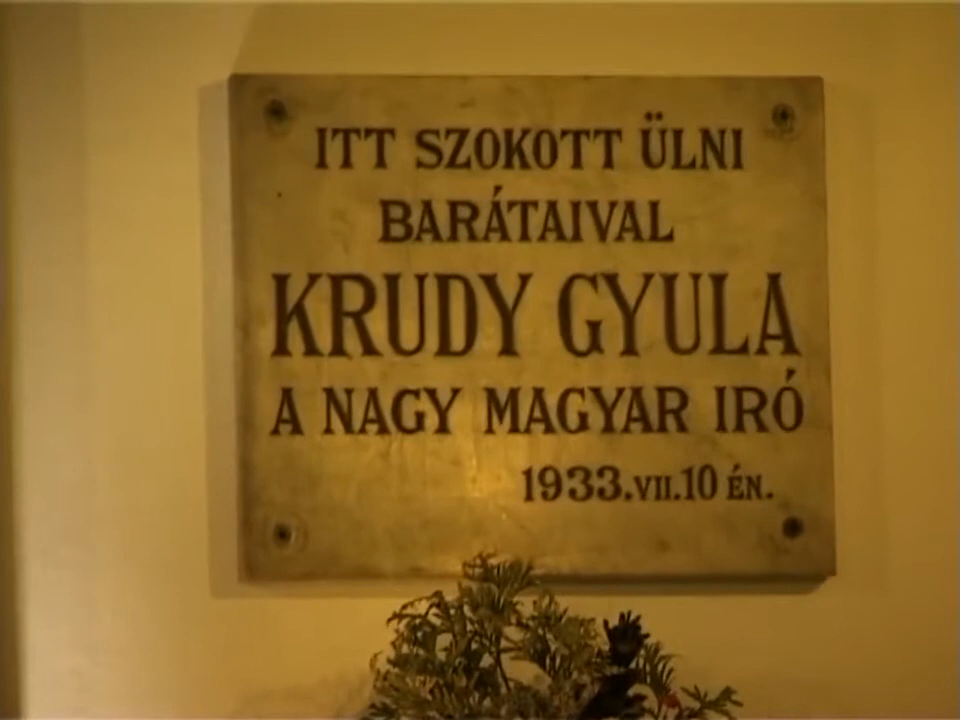 ITT SZOKOTT ÜLNI
BARÁTAIVAL
KRUDY GYULA
A NAGY MAGYAR IRÓ
1933.VII.10 ÉN.